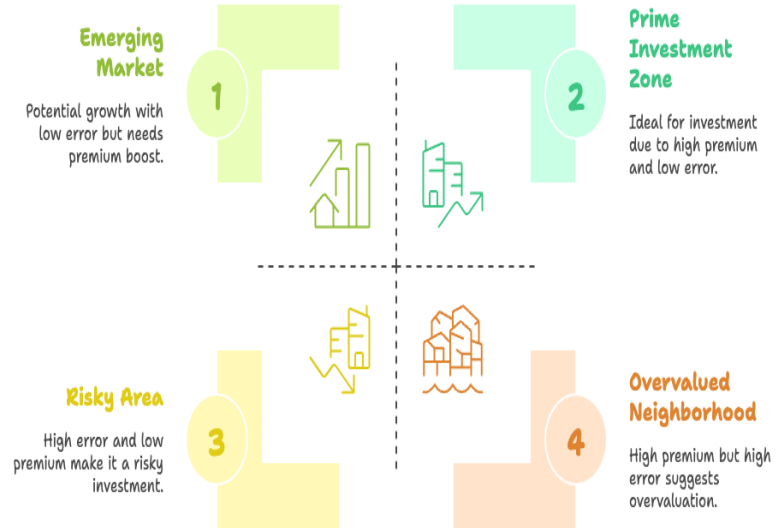 Emerging
Market
1
Potential growth with
low error but needs
premium boost.
Prime
Investment
Zone
2
Ideal for investment
due to high premium
and low error.
Risky Area
3
High error and low
premium make it a risky
investment.
Overvalued
Neighborhood
4
High premium but high
error suggests
overvaluation.